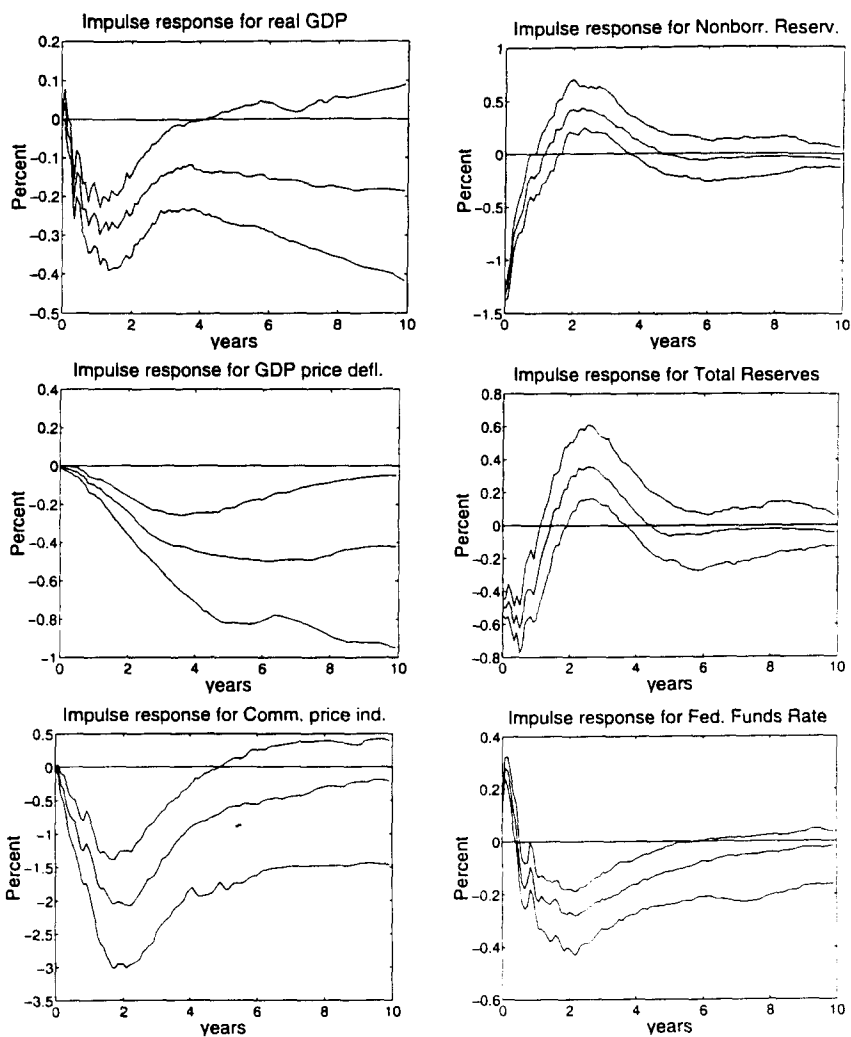 Impulse response for real GDP
0.2
0.1
0
−0.1
−0.2
−0.3
−0.4
−0.5
Percent
0 2 4 6 8 10
years
Impulse response for Nonborr. Reserv.
1
0.5
0
−0.5
−1
−1.5
Percent
0 2 4 6 8 10
years
Impulse response for GDP price defl.
0.4
0.2
0
−0.2
−0.4
−0.6
−0.8
−1
Percent
0 2 4 6 8 10
years
Impulse response for Total Reserves
0.8
0.6
0.4
0.2
0
−0.2
−0.4
−0.6
−0.8
Percent
0 2 4 6 8 10
years
Impulse response for Comm. price ind.
0.5
0
−0.5
−1
−1.5
−2
−2.5
−3
−3.5
Percent
0 2 4 6 8 10
years
Impulse response for Fed. Funds Rate
0.4
0.2
0
−0.2
−0.4
−0.6
Percent
0 2 4 6 8 10
years